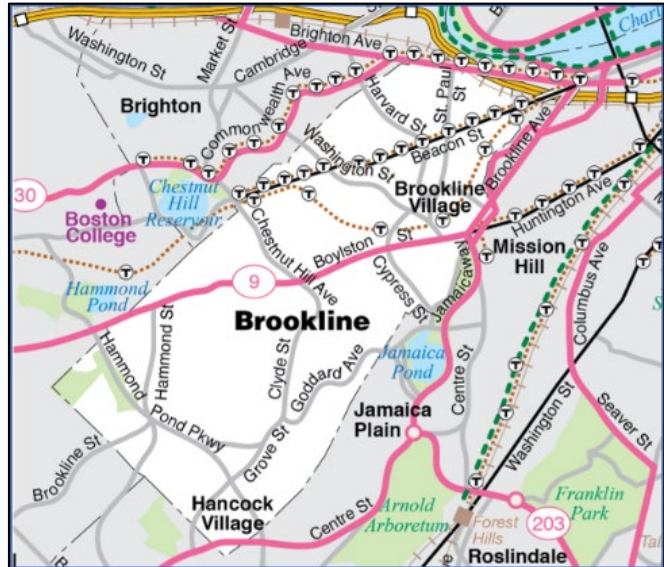 Chart
Brighton Ave
Washington St
Market St
Cambridge
Brighton
Commonwealth Ave
Harvard St
St. Paul
St
Washington St
Beacon St
Brookline Ave
30
Chestnut
Hill
Reservoir
Boston
College
Brookline
Village
Huntington Ave
Mission
Hill
Chestnut Hill Ave
Boylston St
9
Hammond
Pond
Cypress St
Jamaicaway
Columbus Ave
Brookline
Hammond St
Clyde St
Goddard Ave
Jamaica
Pond
Centre St
Hammond Pond Pkwy
Jamaica
Plain
Washington St
Seaver St
Brookline St
Grove St
Hancock
Village
Centre St
Arnold
Arboretum
Franklin
Park
203
Forest
Hills
Roslindale